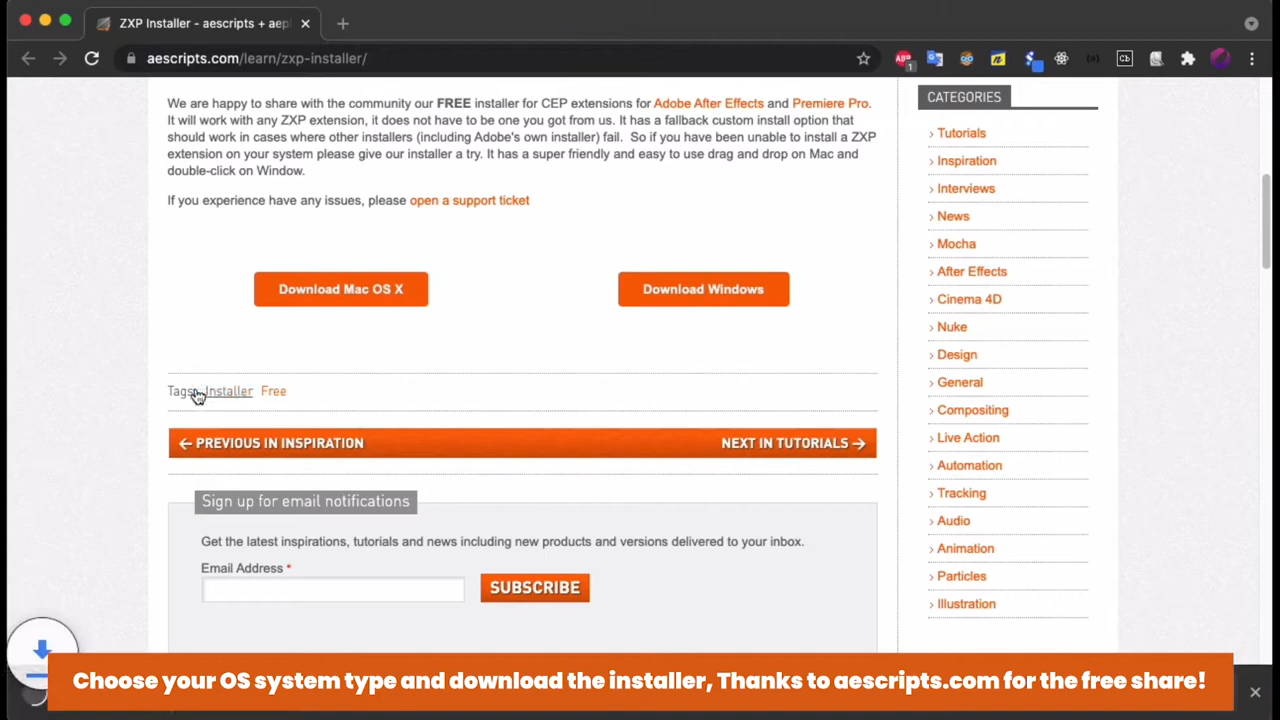 ZXP Installer - aescripts + aep
aescripts.com/learn/zxp-installer/
We are happy to share with the community our FREE installer for CEP extensions for Adobe After Effects and Premiere Pro.
It will work with any ZXP extension, it does not have to be one you got from us. It has a fallback custom install option that
should work in cases where other installers (including Adobe's own installer) fail. So if you have been unable to install a ZXP
extension on your system please give our installer a try. It has a super friendly and easy to use drag and drop on Mac and
double-click on Window.
If you experience have any issues, please open a support ticket
Download Mac OS X
Download Windows
Tags
Installer
Free
PREVIOUS IN INSPIRATION
NEXT IN TUTORIALS
Sign up for email notifications
Get the latest inspirations, tutorials and news including new products and versions delivered to your inbox.
Email Address *
SUBSCRIBE
CATEGORIES
Tutorials
Inspiration
Interviews
News
Mocha
After Effects
Cinema 4D
Nuke
Design
General
Compositing
Live Action
Automation
Tracking
Audio
Animation
Particles
Illustration
Choose your OS system type and download the installer, Thanks to aescripts.com for the free share!